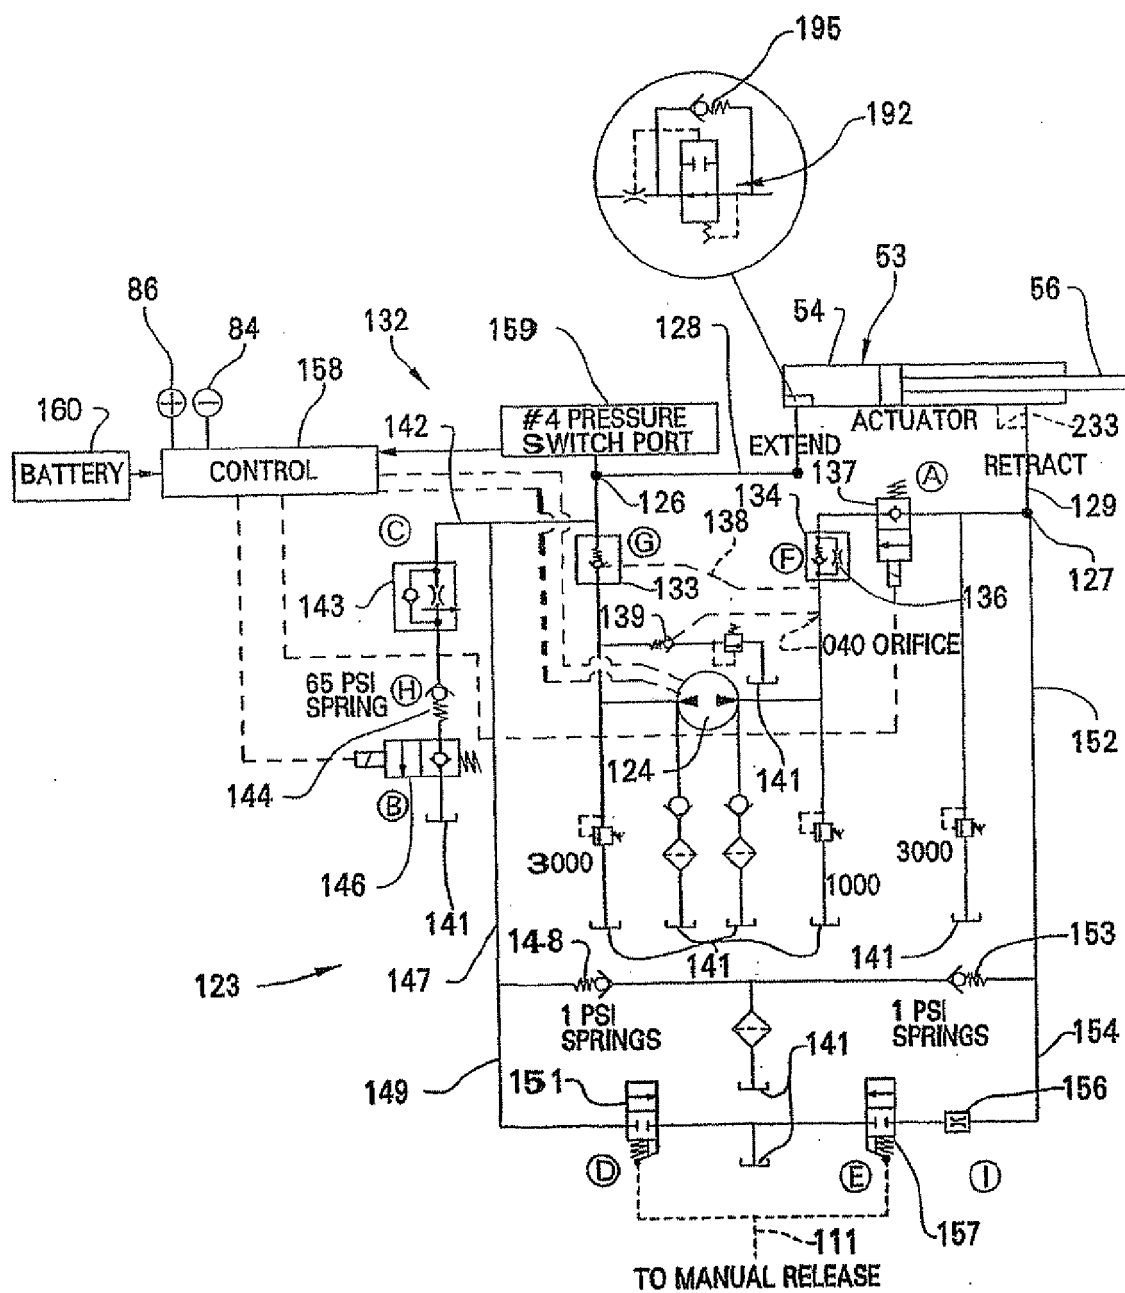 195
192
53
86
54
56
159
128
132
84
158
160
#4 PRESSURE
SWITCH PORT
142
ACTUATOR
233
EXTEND
BATTERY
CONTROL
137
A
RETRACT
126
134
138
129
C
G
F
127
143
133
136
139
040 ORIFICE
65 PSI
SPRING
H
152
124
141
144
B
3000
3000
146
1000
141
148
153
141
141
123
147
1 PSI
SPRINGS
1 PSI
SPRINGS
141
154
151
149
156
141
D
E
I
157
111
TO MANUAL RELEASE